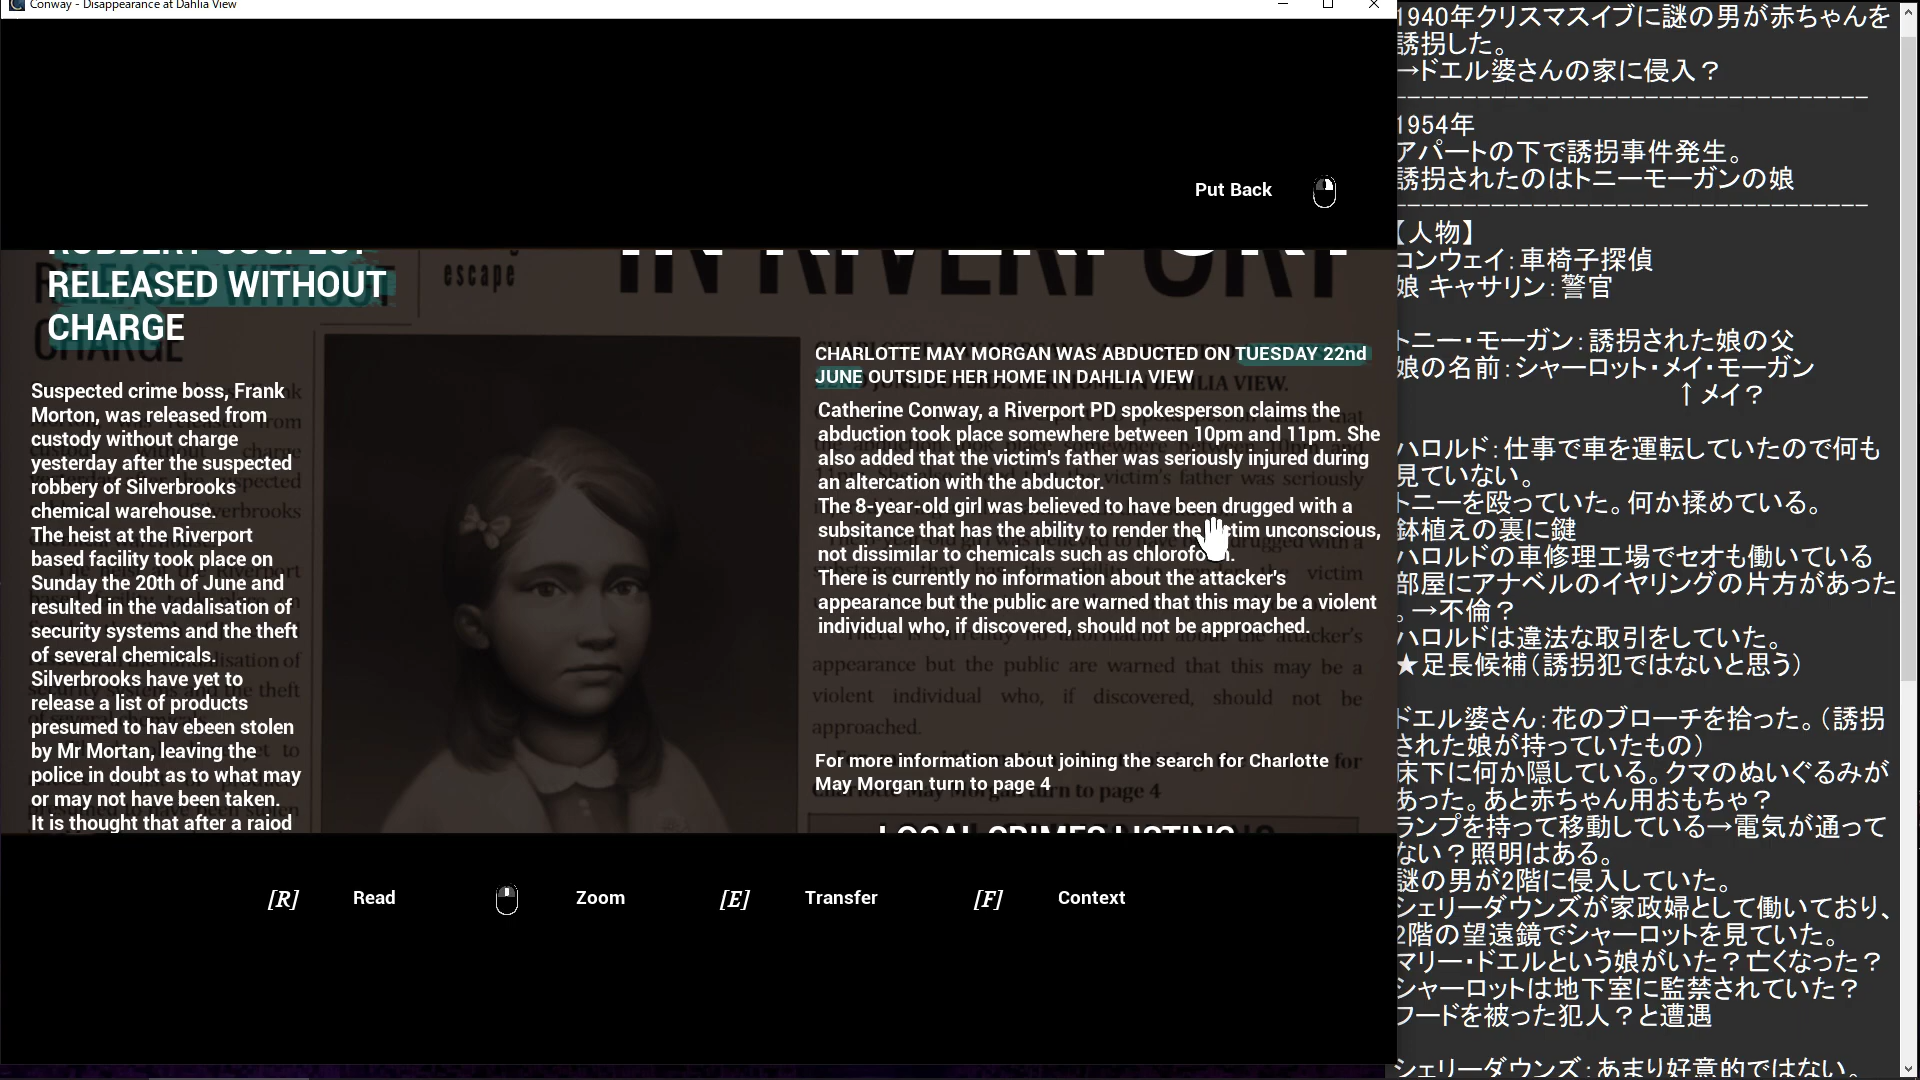 Conway - Disappearance at Dahlia View
Put Back
RELEASED WITHOUT
CHARGE
escape
IN RIVERPORT
Suspected crime boss, Frank
Morton, was released from
custody without charge
yesterday after the suspected
robbery of Silverbrooks
chemical warehouse.
The heist at the Riverport
based facility took place on
Sunday the 20th of June and
resulted in the vadalisation of
security systems and the theft
of several chemicals.
Silverbrooks have yet to
release a list of products
presumed to hav ebeen stolen
by Mr Mortan, leaving the
police in doubt as to what may
or may not have been taken.
It is thought that after a raiod
CHARLOTTE MAY MORGAN WAS ABDUCTED ON TUESDAY 22nd
JUNE OUTSIDE HER HOME IN DAHLIA VIEW
Catherine Conway, a Riverport PD spokesperson claims the
abduction took place somewhere between 10pm and 11pm. She
also added that the victim's father was seriously injured during
an altercation with the abductor.
The 8-year-old girl was believed to have been drugged with a
subsitance that has the ability to render the victim unconscious,
not dissimilar to chemicals such as chloroform.
There is currently no information about the attacker's
appearance but the public are warned that this may be a violent
individual who, if discovered, should not be approached.
appearance but the public are warned that this may be a
violent individual who, if discovered, should not be
approached.
For more information about joining the search for Charlotte
May Morgan turn to page 4
LOCAL CRIMES LISTING
[R] Read Zoom [E] Transfer [F] Context
1940年クリスマスイブに謎の男が赤ちゃんを
誘拐した。
→ドエル婆さんの家に侵入？
1954年
アパートの下で誘拐事件発生。
誘拐されたのはトニーモーガンの娘
【人物】
コンウェイ：車椅子探偵
娘 キャサリン：警官
トニー・モーガン：誘拐された娘の父
娘の名前：シャーロット・メイ・モーガン
↑メイ？
ハロルド：仕事で車を運転していたので何も
見ていない。
トニーを殴っていた。何か揉めている。
鉢植えの裏に鍵
ハロルドの車修理工場でセオも働いている
部屋にアナベルのイヤリングの片方があった
。→不倫？
ハロルドは違法な取引をしていた。
★足長候補（誘拐犯ではないと思う）
ドエル婆さん：花のブローチを拾った。（誘拐
された娘が持っていたもの）
床下に何か隠している。クマのぬいぐるみが
あった。あと赤ちゃん用おもちゃ？
ランプを持って移動している→電気が通って
ない？照明はある。
謎の男が2階に侵入していた。
シェリーダウンズが家政婦として働いており、
2階の望遠鏡でシャーロットを見ていた。
マリー・ドエルという娘がいた？亡くなった？
シャーロットは地下室に監禁されていた？
フードを被った犯人？と遭遇
シェリーダウンズ：あまり好意的ではない。